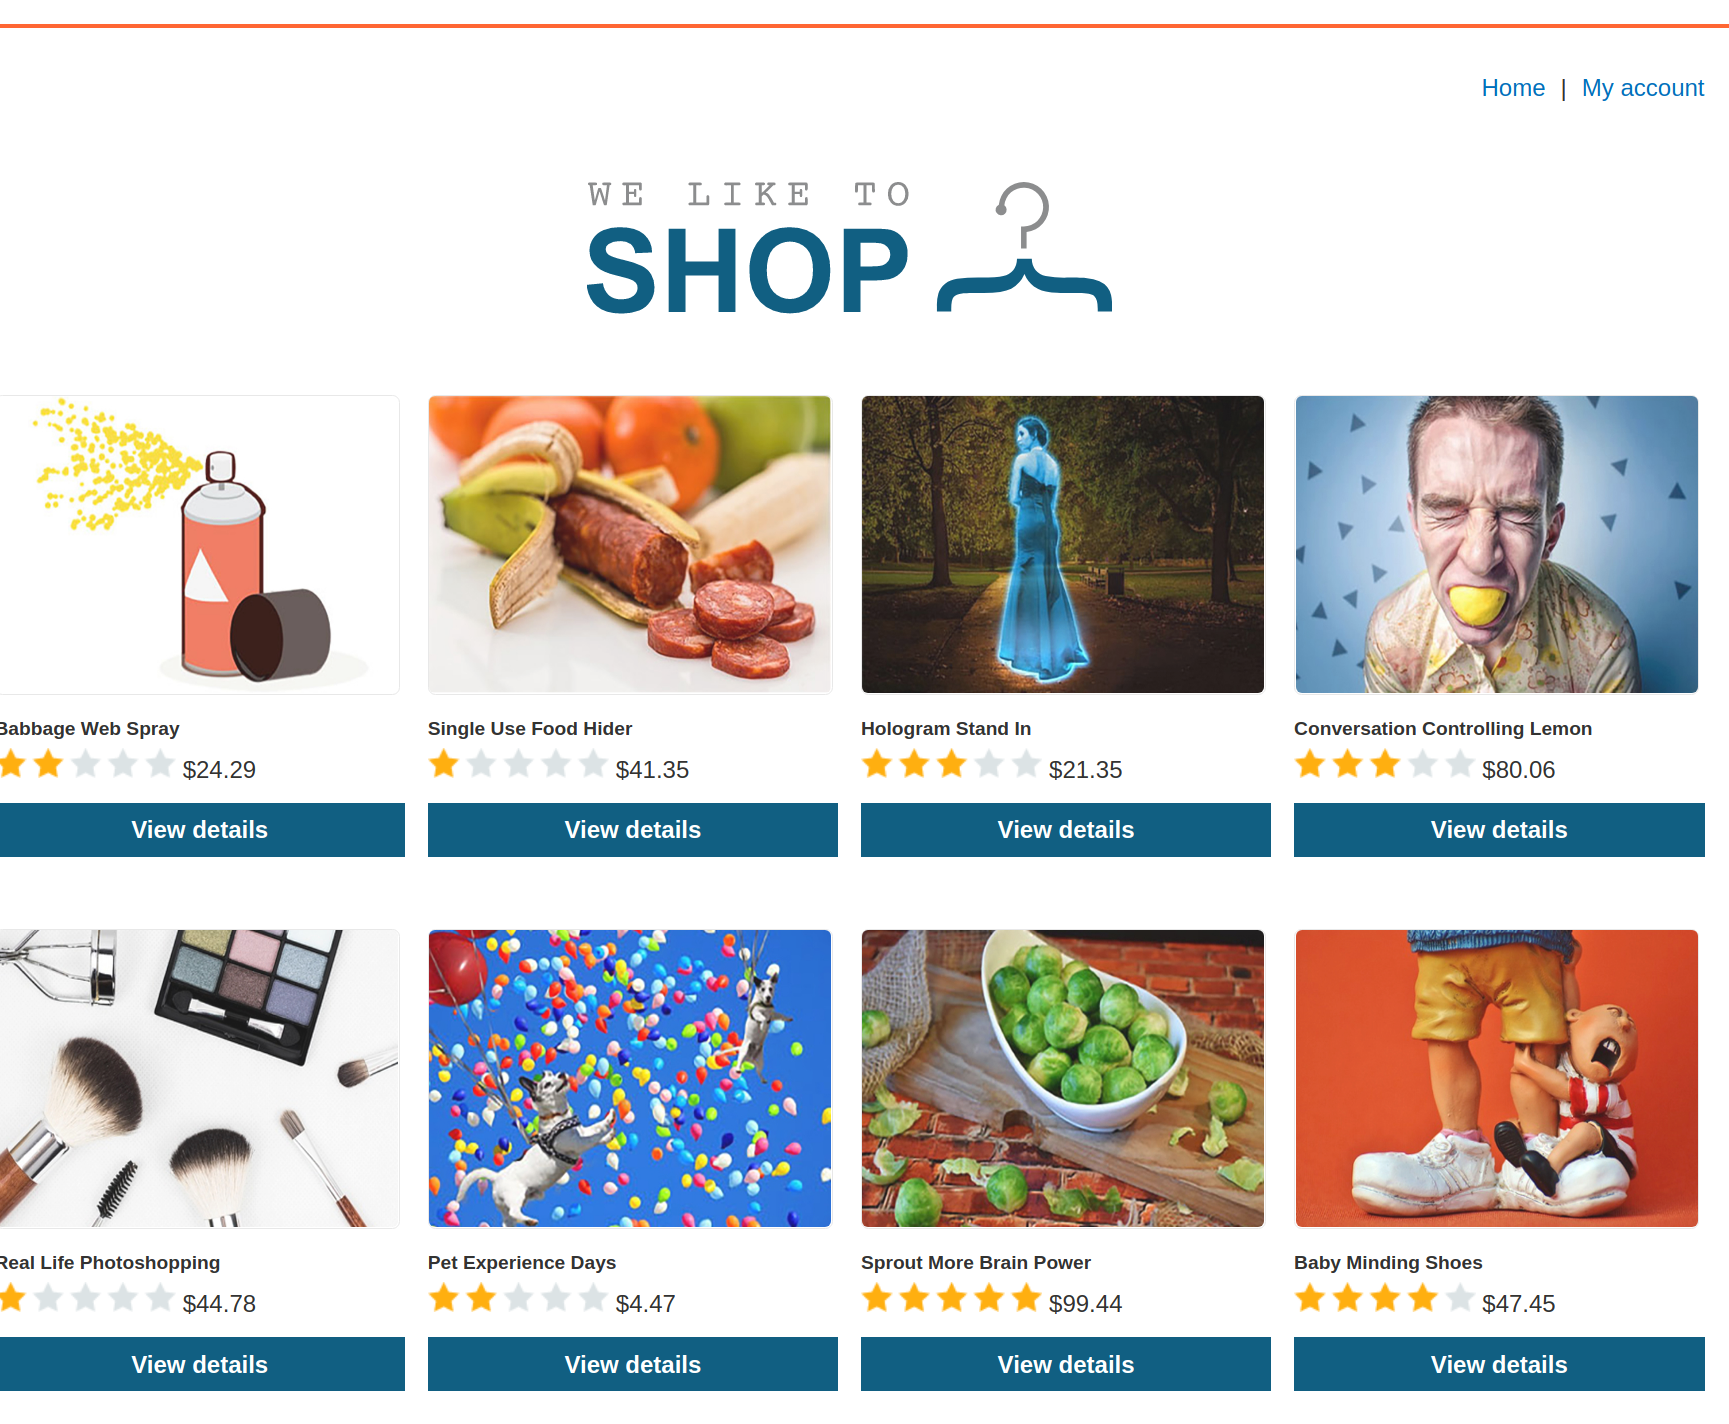 Home | My account
WE LIKE TO
SHOP
Babbage Web Spray
$24.29
View details
Single Use Food Hider
$41.35
View details
Hologram Stand In
$21.35
View details
Conversation Controlling Lemon
$80.06
View details
Real Life Photoshopping
$44.78
View details
Pet Experience Days
$4.47
View details
Sprout More Brain Power
$99.44
View details
Baby Minding Shoes
$47.45
View details